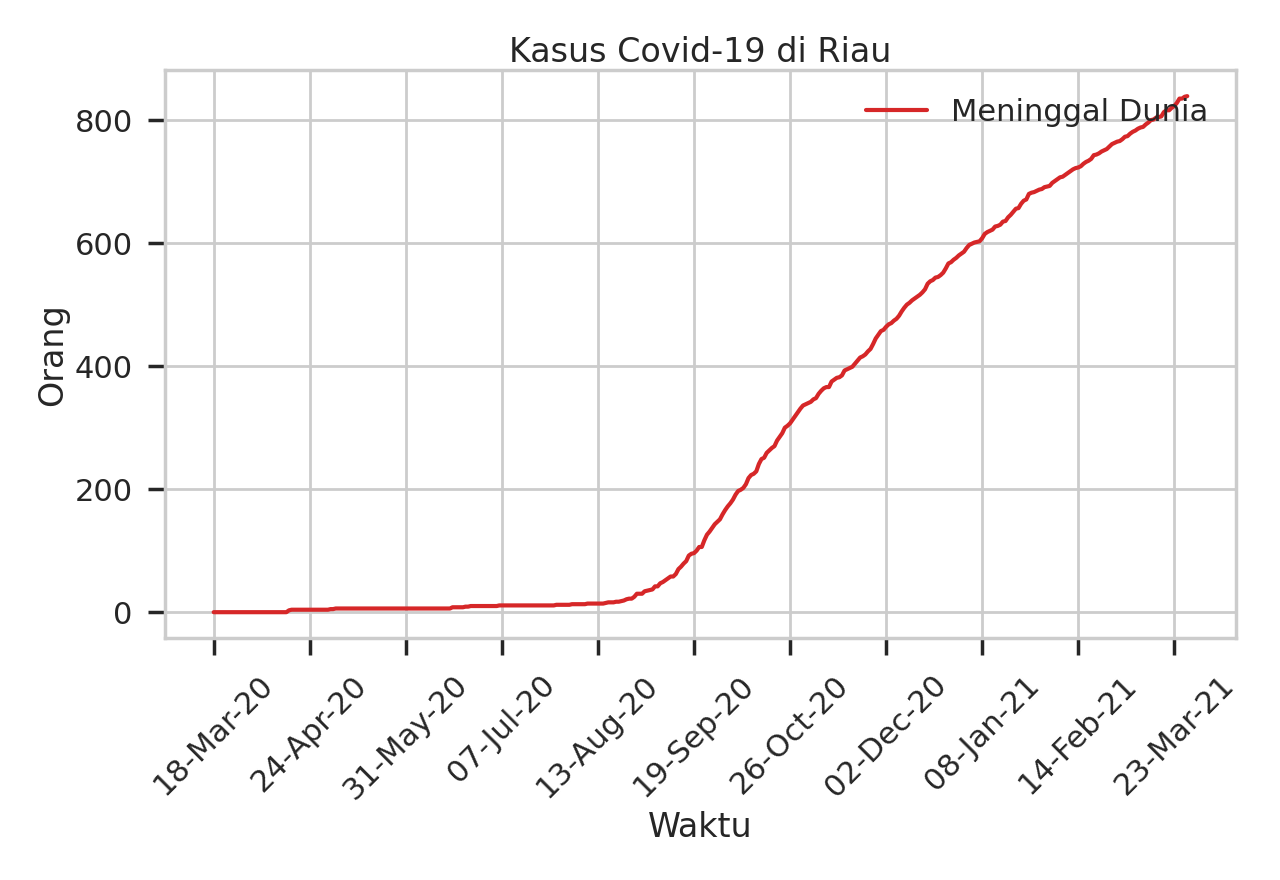 Kasus Covid-19 di Riau
Meninggal Dunia
Orang
800
600
400
200
0
18-Mar-20
24-Apr-20
31-May-20
07-Jul-20
13-Aug-20
19-Sep-20
26-Oct-20
02-Dec-20
08-Jan-21
14-Feb-21
23-Mar-21
Waktu